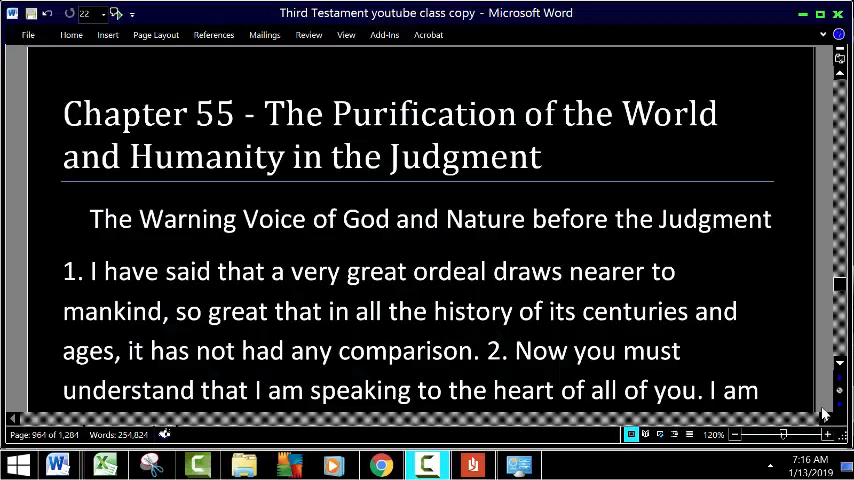 22
Third Testament youtube class copy - Microsoft Word
File Home Insert Page Layout References Mailings Review View Add-Ins Acrobat
Chapter 55 - The Purification of the World
and Humanity in the Judgment
The Warning Voice of God and Nature before the Judgment
1. I have said that a very great ordeal draws nearer to
mankind, so great that in all the history of its centuries and
ages, it has not had any comparison. 2. Now you must
understand that I am speaking to the heart of all of you. I am
Page: 964 of 1,284 Words: 254,824 120%
7:16 AM
1/13/2019